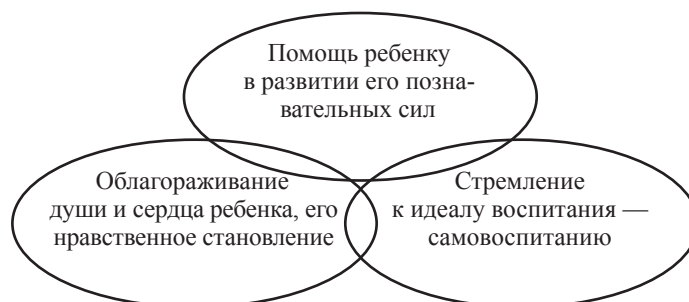 Помощь ребенку
в развитии его позна-
вательных сил
Облагораживание
души и сердца ребенка, его
нравственное становление
Стремление
к идеалу воспитания —
самовоспитанию